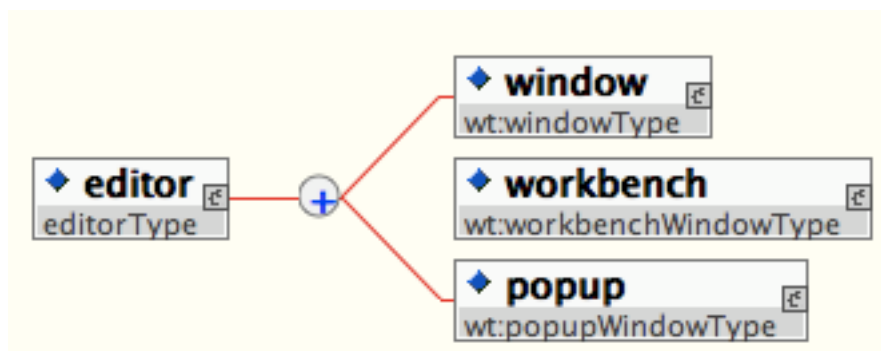 window
wt:windowType
editor
editorType
workbench
wt:workbenchWindowType
popup
wt:popupWindowType